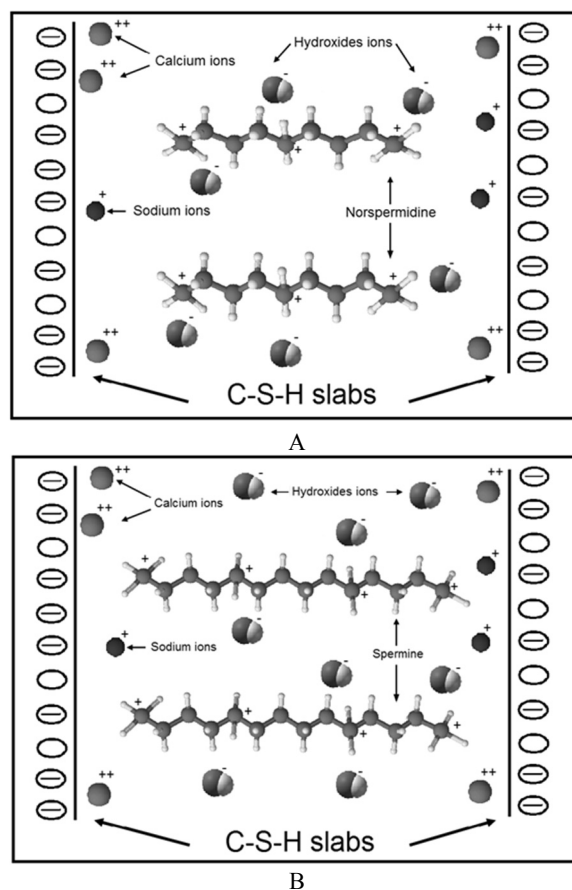 ++ Hydroxides ions ++
Calcium ions
++ - -
+ + +
+
- +
+
Sodium ions
Norspermidine
+ + -
+
- -
++ ++
C-S-H slabs
A
++ - - ++
Hydroxides ions
Calcium ions
++ -
+ + +
+ +
+ - +
Sodium ions Spermine
- -
+ + + +
- -
++ ++
C-S-H slabs
B